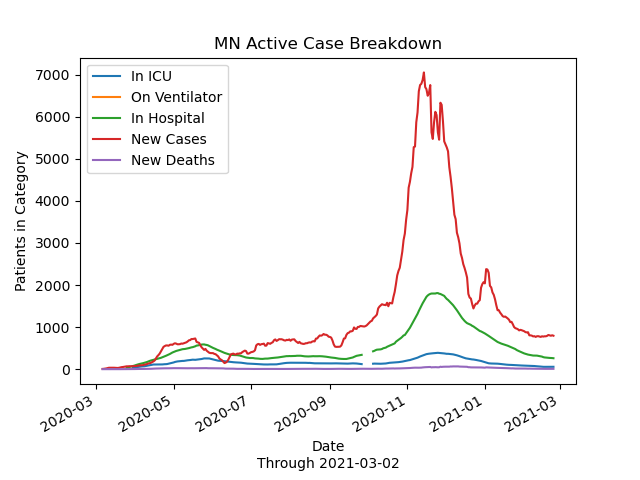 MN Active Case Breakdown
In ICU
On Ventilator
In Hospital
New Cases
New Deaths
Patients in Category
7000
6000
5000
4000
3000
2000
1000
0
2020-03
2020-05
2020-07
2020-09
2020-11
2021-01
2021-03
Date
Through 2021-03-02